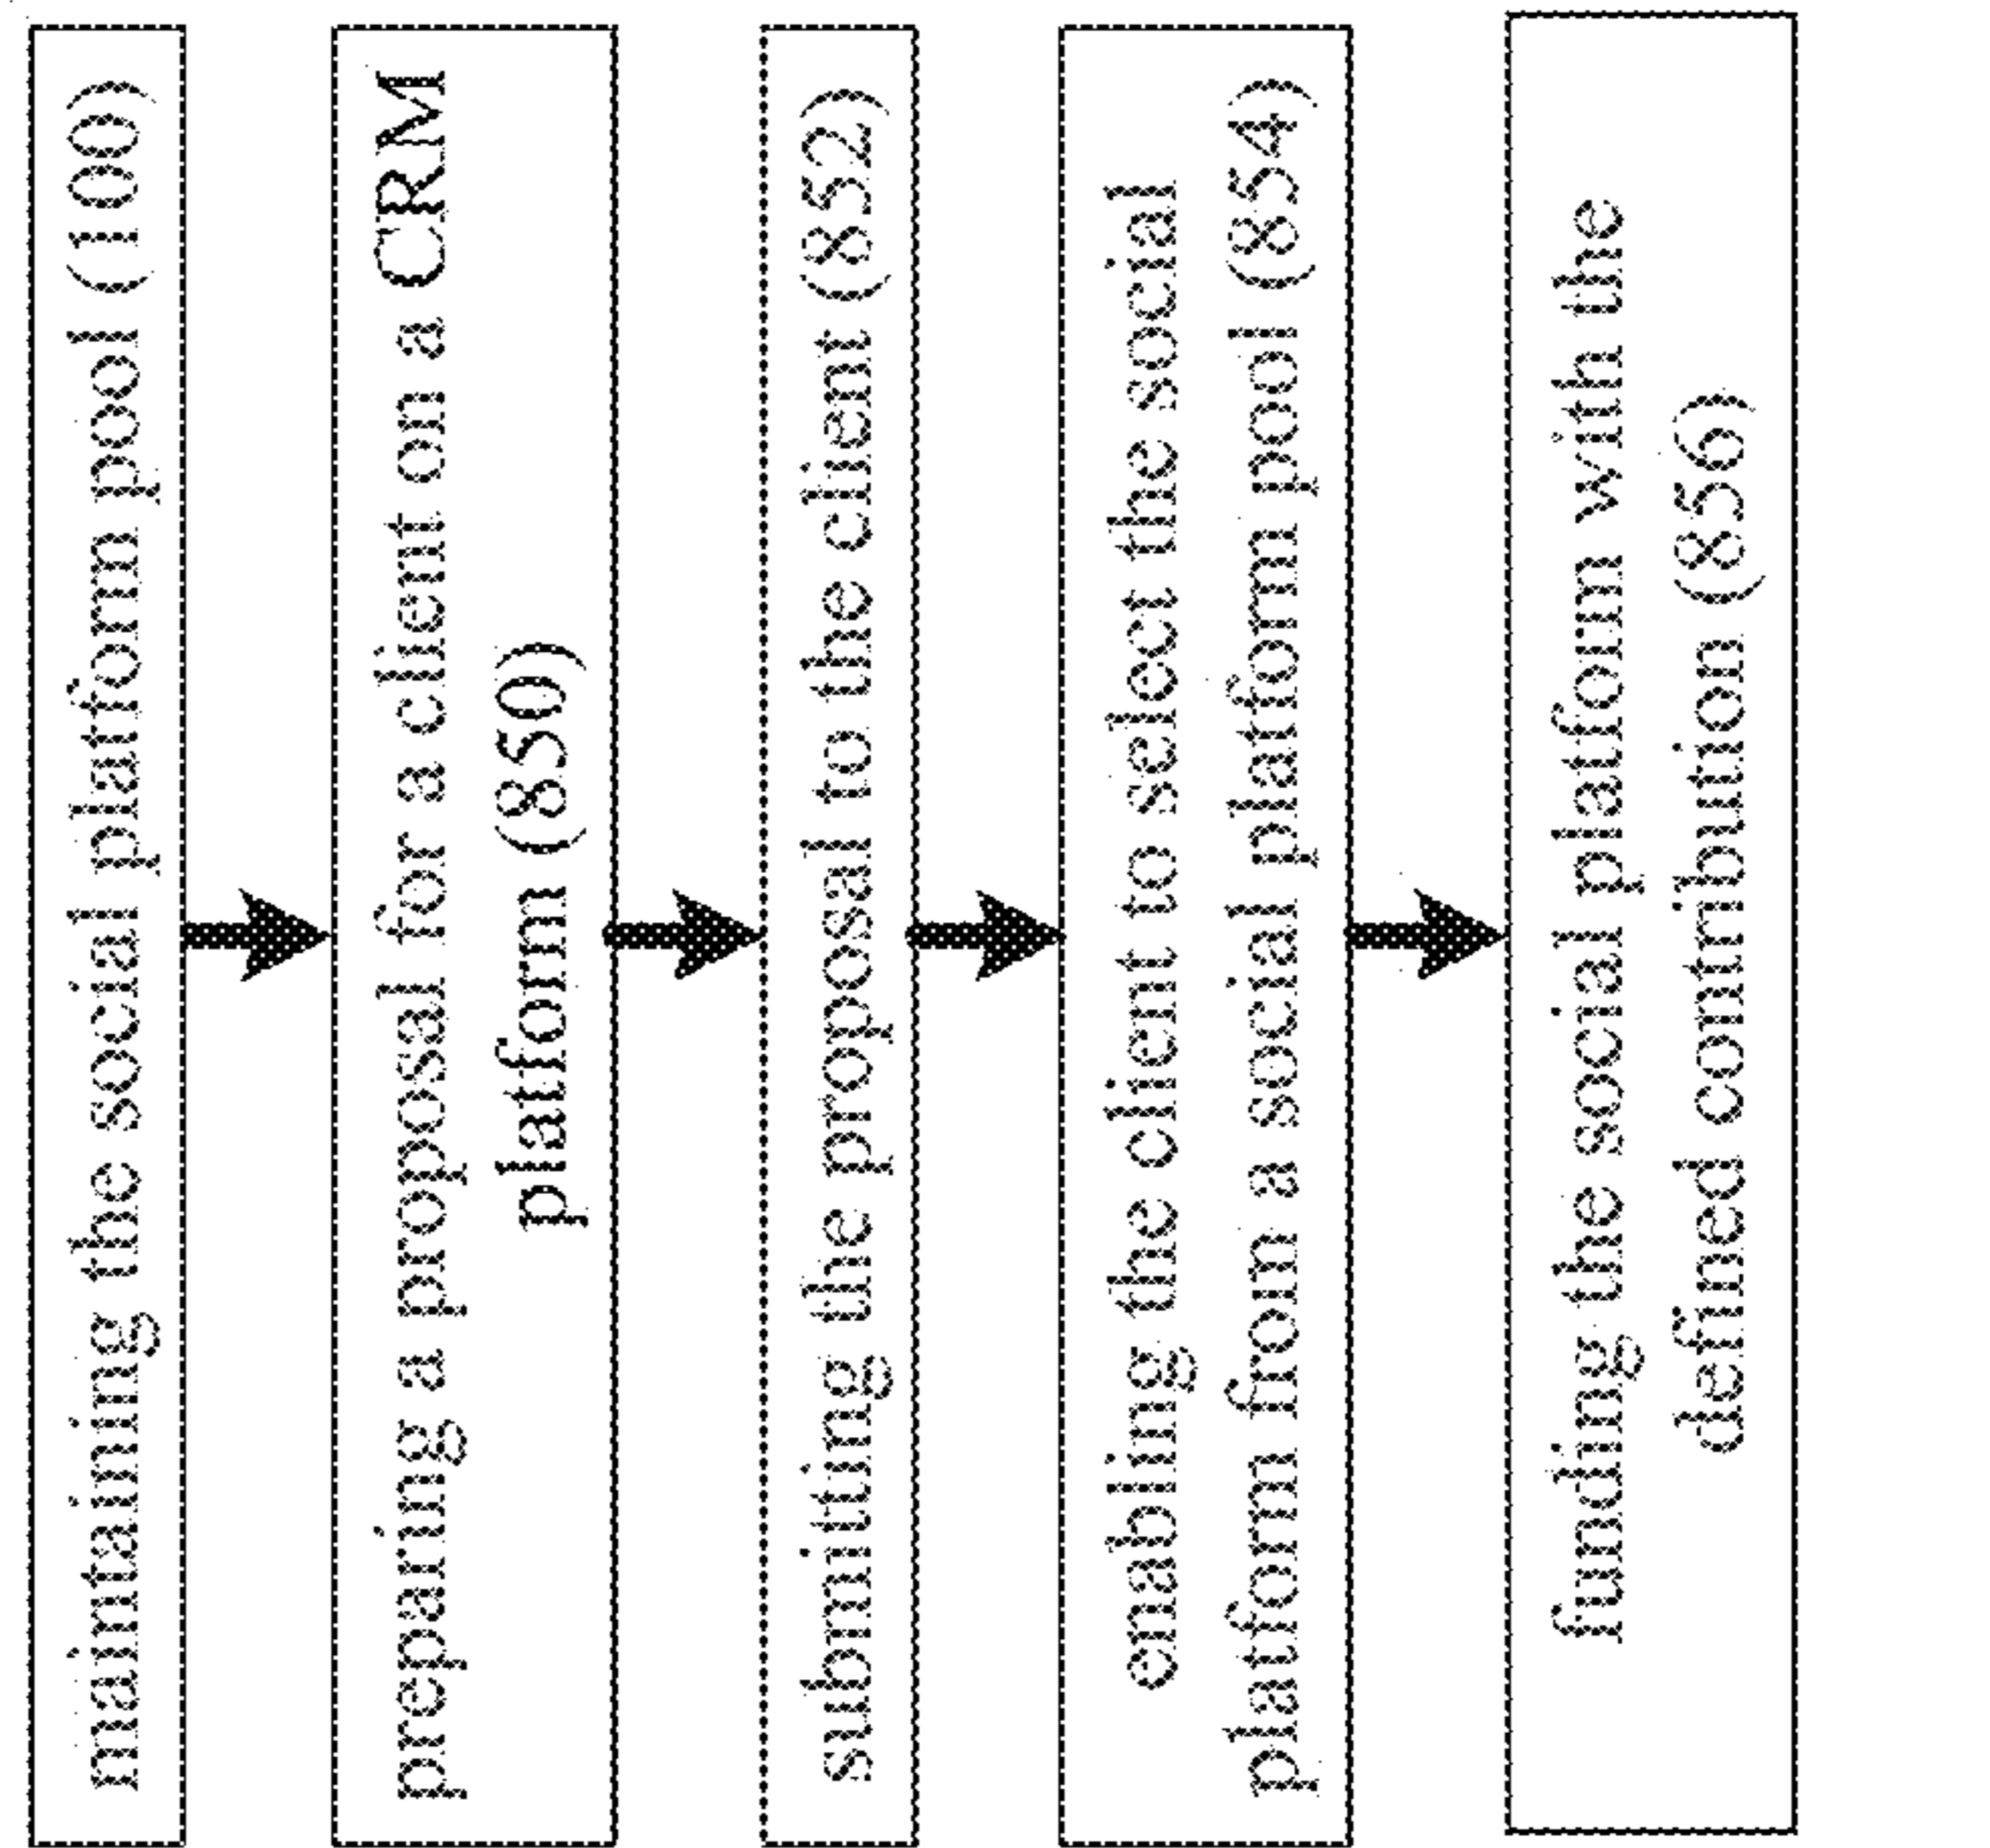 maintaining the social platform pool (100)
preparing a proposal for a client on a CRM
platform (850)
submitting the proposal to the client (852)
enabling the client to select the social
platform from a social platform pool (854)
funding the social platform with the
defined contribution (856)